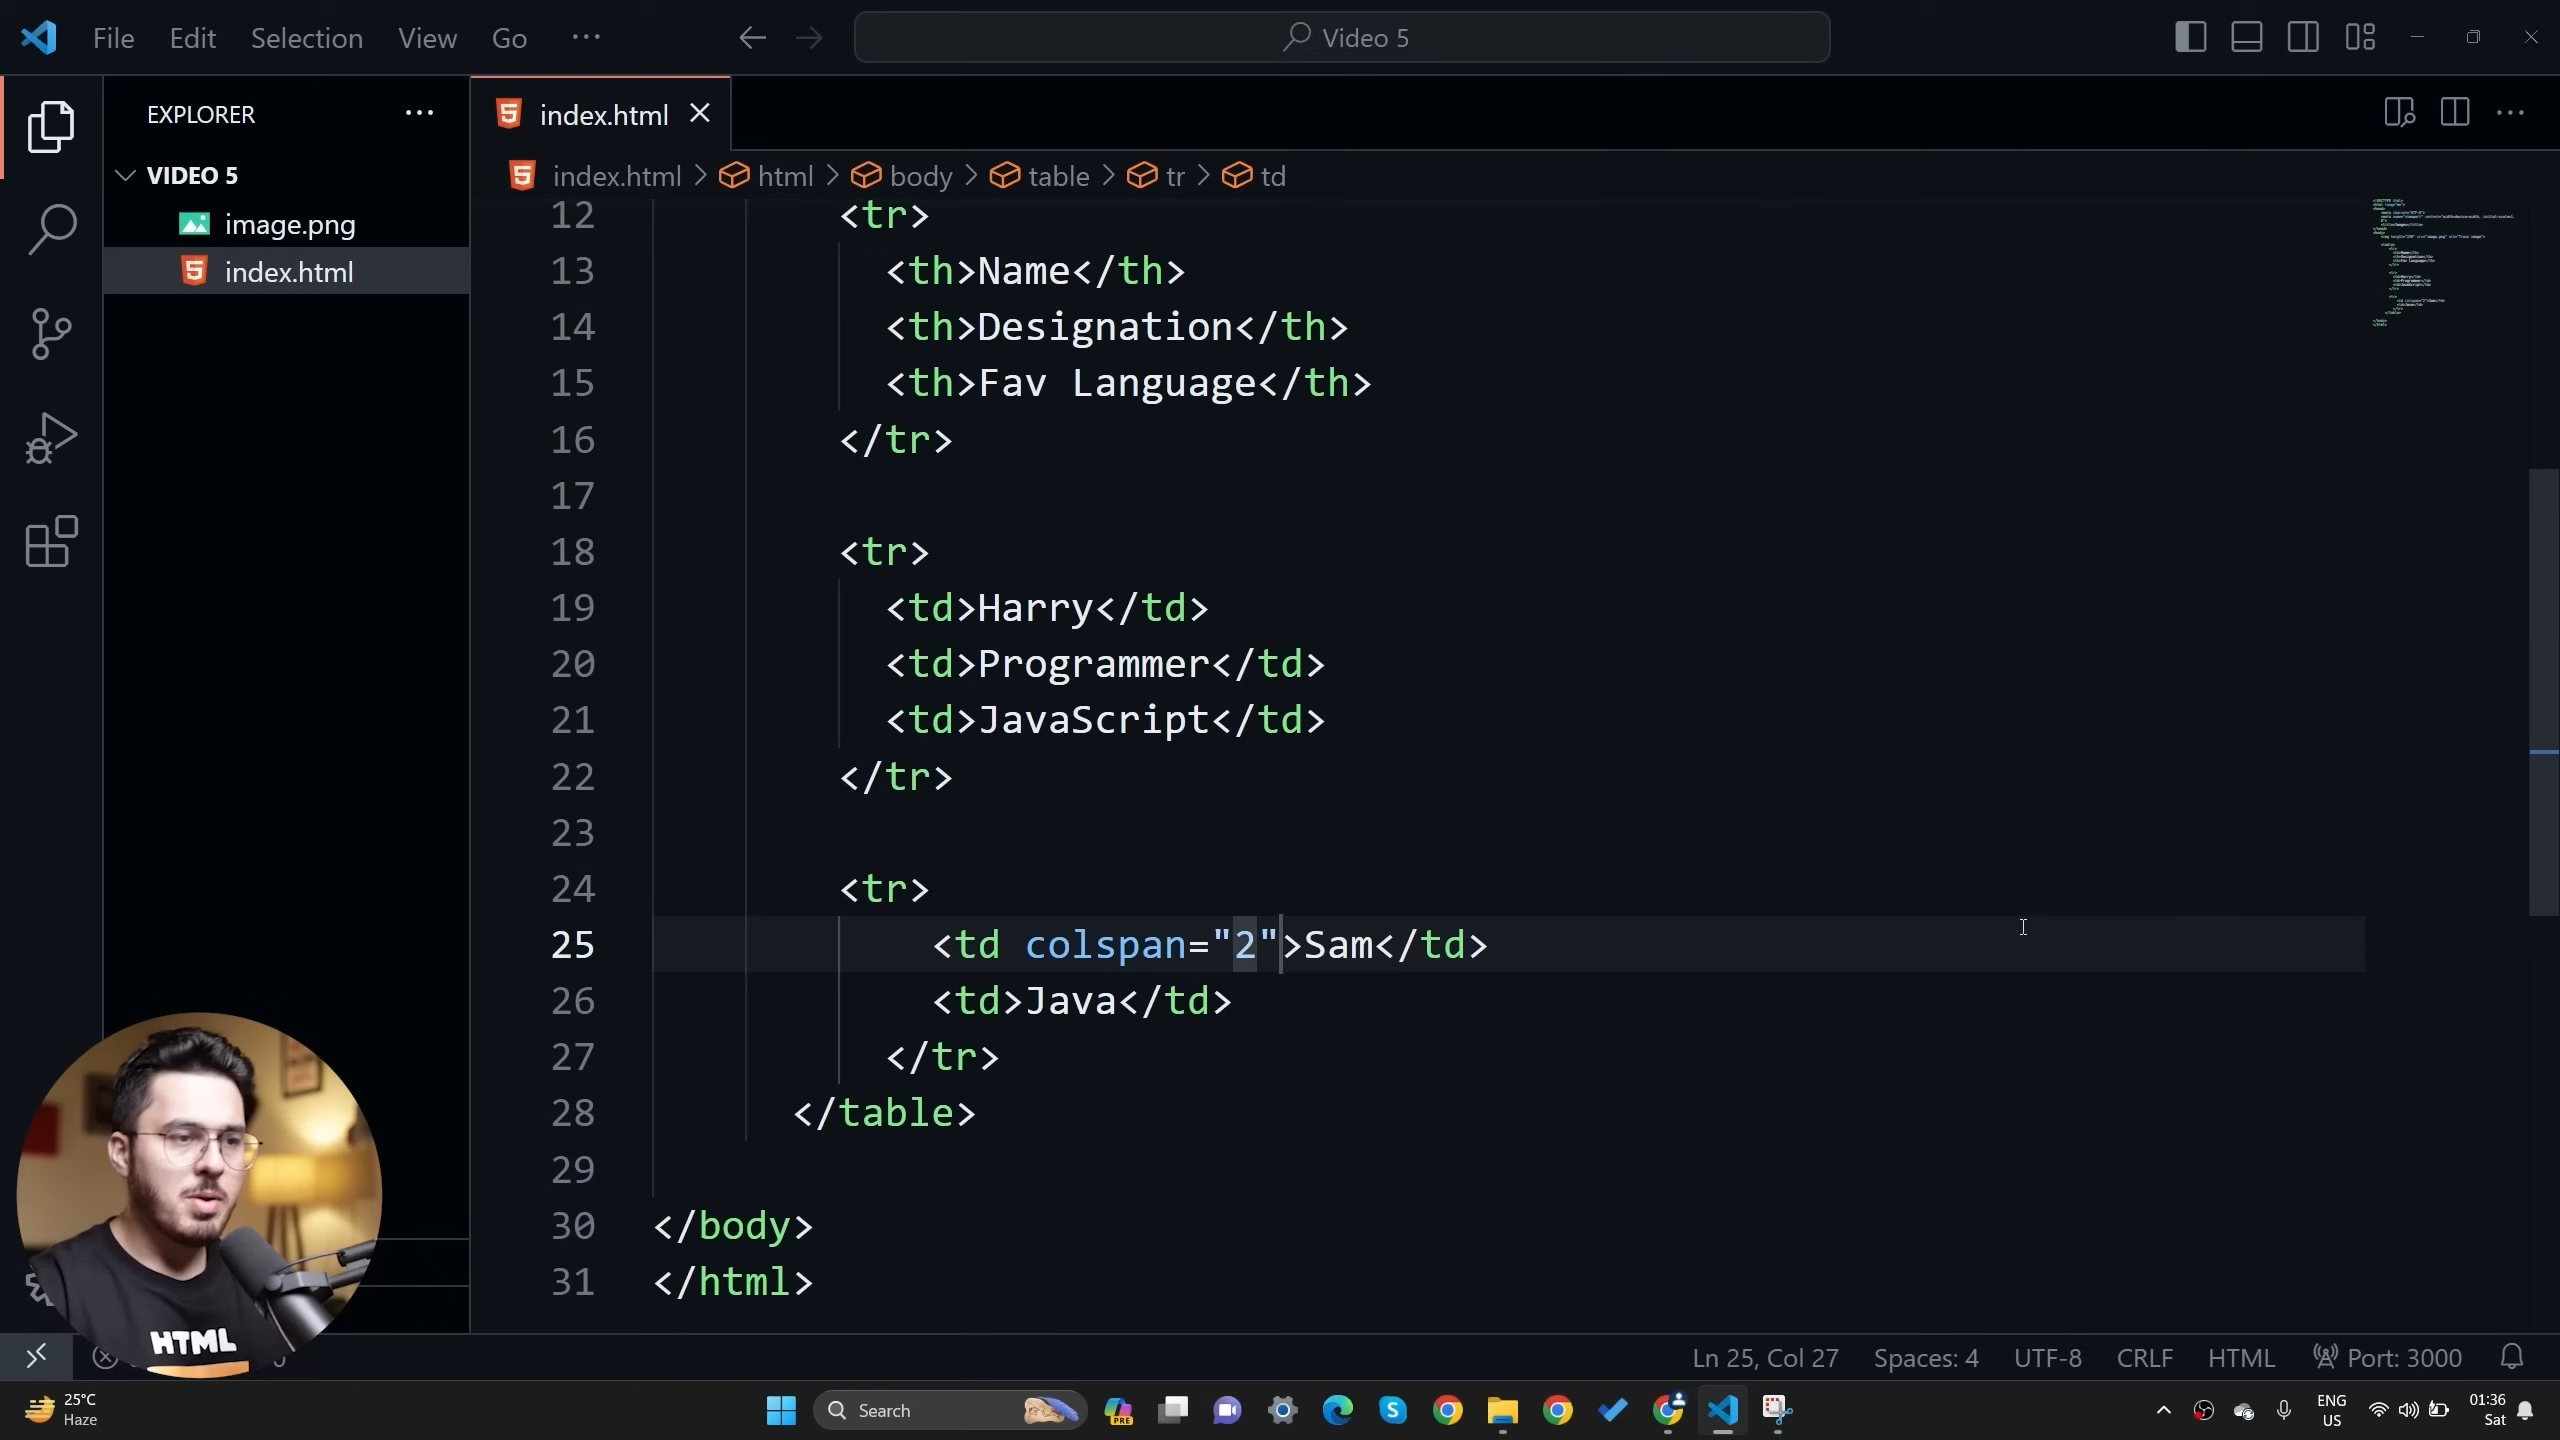 File Edit Selection View Go ··· Video 5
EXPLORER ···
index.html
VIDEO 5
image.png
index.html
index.html > html > body > table > tr > td
12 <tr>
13 <th>Name</th>
14 <th>Designation</th>
15 <th>Fav Language</th>
16 </tr>
17
18 <tr>
19 <td>Harry</td>
20 <td>Programmer</td>
21 <td>JavaScript</td>
22 </tr>
23
24 <tr>
25 <td colspan="2">Sam</td>
26 <td>Java</td>
27 </tr>
28 </table>
29
30 </body>
31 </html>
HTML
Ln 25, Col 27 Spaces: 4 UTF-8 CRLF HTML Port: 3000
25°C
Haze
Search
PRE
ENG
US
01:36
Sat